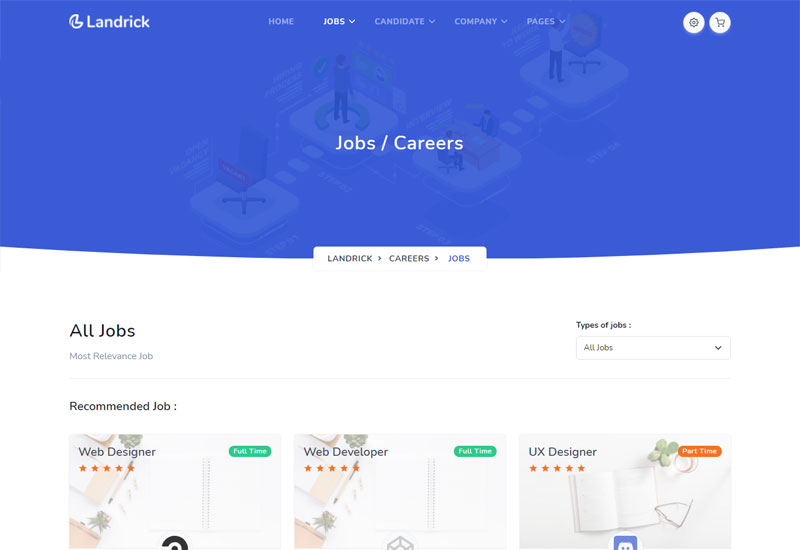 Landrick
HOME JOBS CANDIDATE COMPANY PAGES
Jobs / Careers
LANDRICK > CAREERS > JOBS
All Jobs
Types of jobs :
All Jobs
Most Relevance Job
Recommended Job :
Web Designer Full Time
Web Developer Full Time
UX Designer Part Time